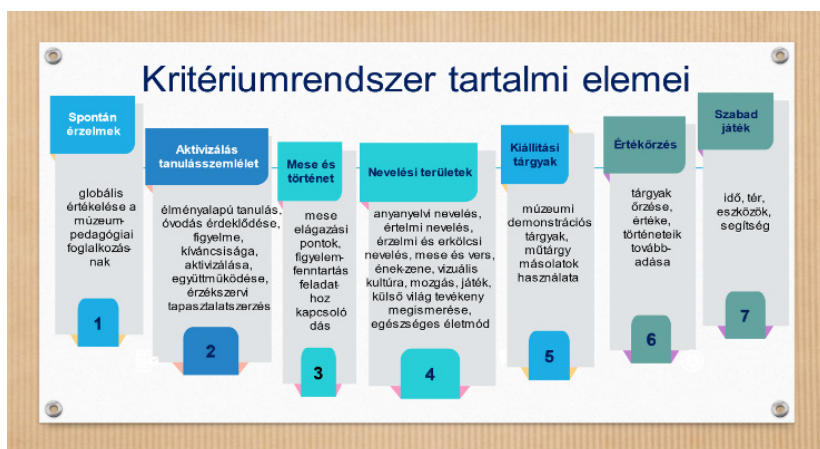 Kritériumrendszer tartalmi elemei
Spontán
érzelmek
globális
értékelése a
múzeum-
pedagógiai
foglalkozás-
nak
1
Aktivizálás
tanulásszemlélet
élményalapú tanulás,
óvodás érdeklődése,
figyelme,
kíváncsisága,
aktivizálása,
együttműködése,
érzékszervi
tapasztalatszerzés
2
Mese és
történet
mese
elágazási
pontok,
figyelem-
fenntartás
feladat-
hoz
kapcsoló
dás
3
Nevelési területek
anyanyelvi nevelés,
értelmi nevelés,
érzelmi és erkölcsi
nevelés, mese és vers,
ének-zene, vizuális
kultúra, mozgás, játék,
külső világ tevékeny
megismerése,
egészséges életmód
4
Kiállítási
tárgyak
múzeumi
demonstrációs
tárgyak,
műtárgy
másolatok
használata
5
Értékőrzés
tárgyak
őrzése,
értéke,
történeteik
tovább-
adása
6
Szabad
játék
idő, tér,
eszközök,
segítség
7